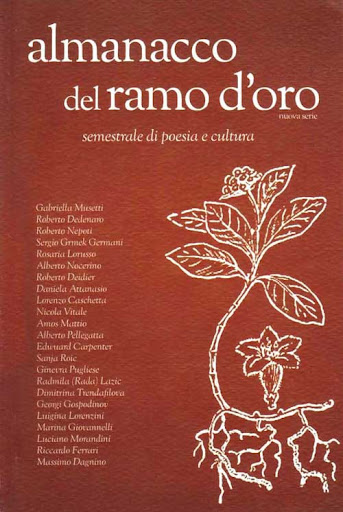 almanacco
del ramo d'oro
nuova serie
semestrale di poesia e cultura
Gabriella Musetti
Roberto Dedenaro
Roberto Nepoti
Sergio Grmek Germani
Rosaria Lorusso
Alberto Nocerino
Roberto Deidier
Daniela Attanasio
Lorenzo Caschetta
Nicola Vitale
Amos Mattio
Alberto Pellegatta
Edwuard Carpenter
Sanja Roic
Ginevra Pugliese
Radmila (Rada) Lazic
Dimitrina Trendafilova
Georgi Gospodinov
Luigina Lorenzini
Marina Giovannelli
Luciano Morandini
Riccardo Ferrari
Massimo Dagnino